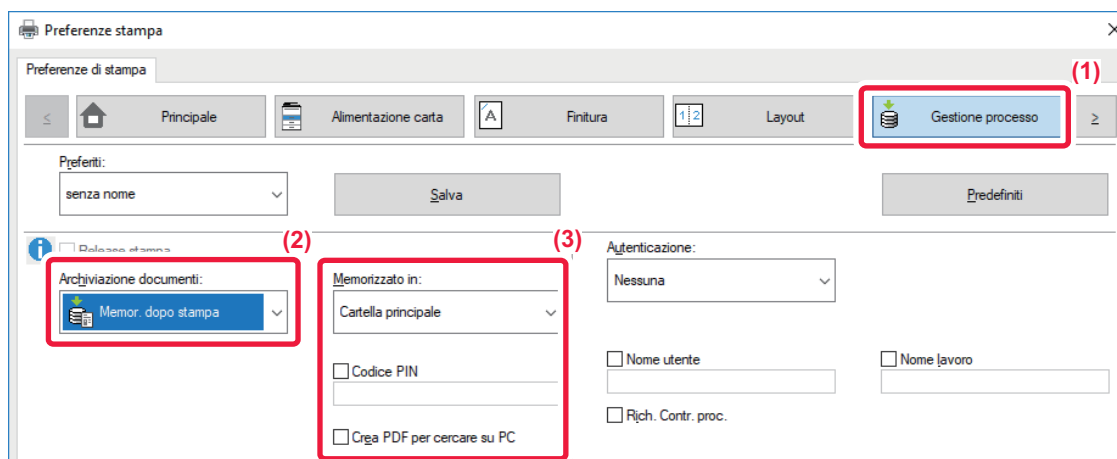 Preferenze stampa
Preferenze di stampa
(1)
<
Principale
Alimentazione carta
A
Finitura
1 2
Layout
Gestione processo
>
Preferiti:
senza nome
Salva
Predefiniti
Release stampa
(2)
(3)
Autenticazione:
Archiviazione documenti:
Memorizzato in:
Nessuna
Memor. dopo stampa
Cartella principale
Codice PIN
Nome utente
Nome lavoro
Rich. Contr. proc.
Crea PDF per cercare su PC